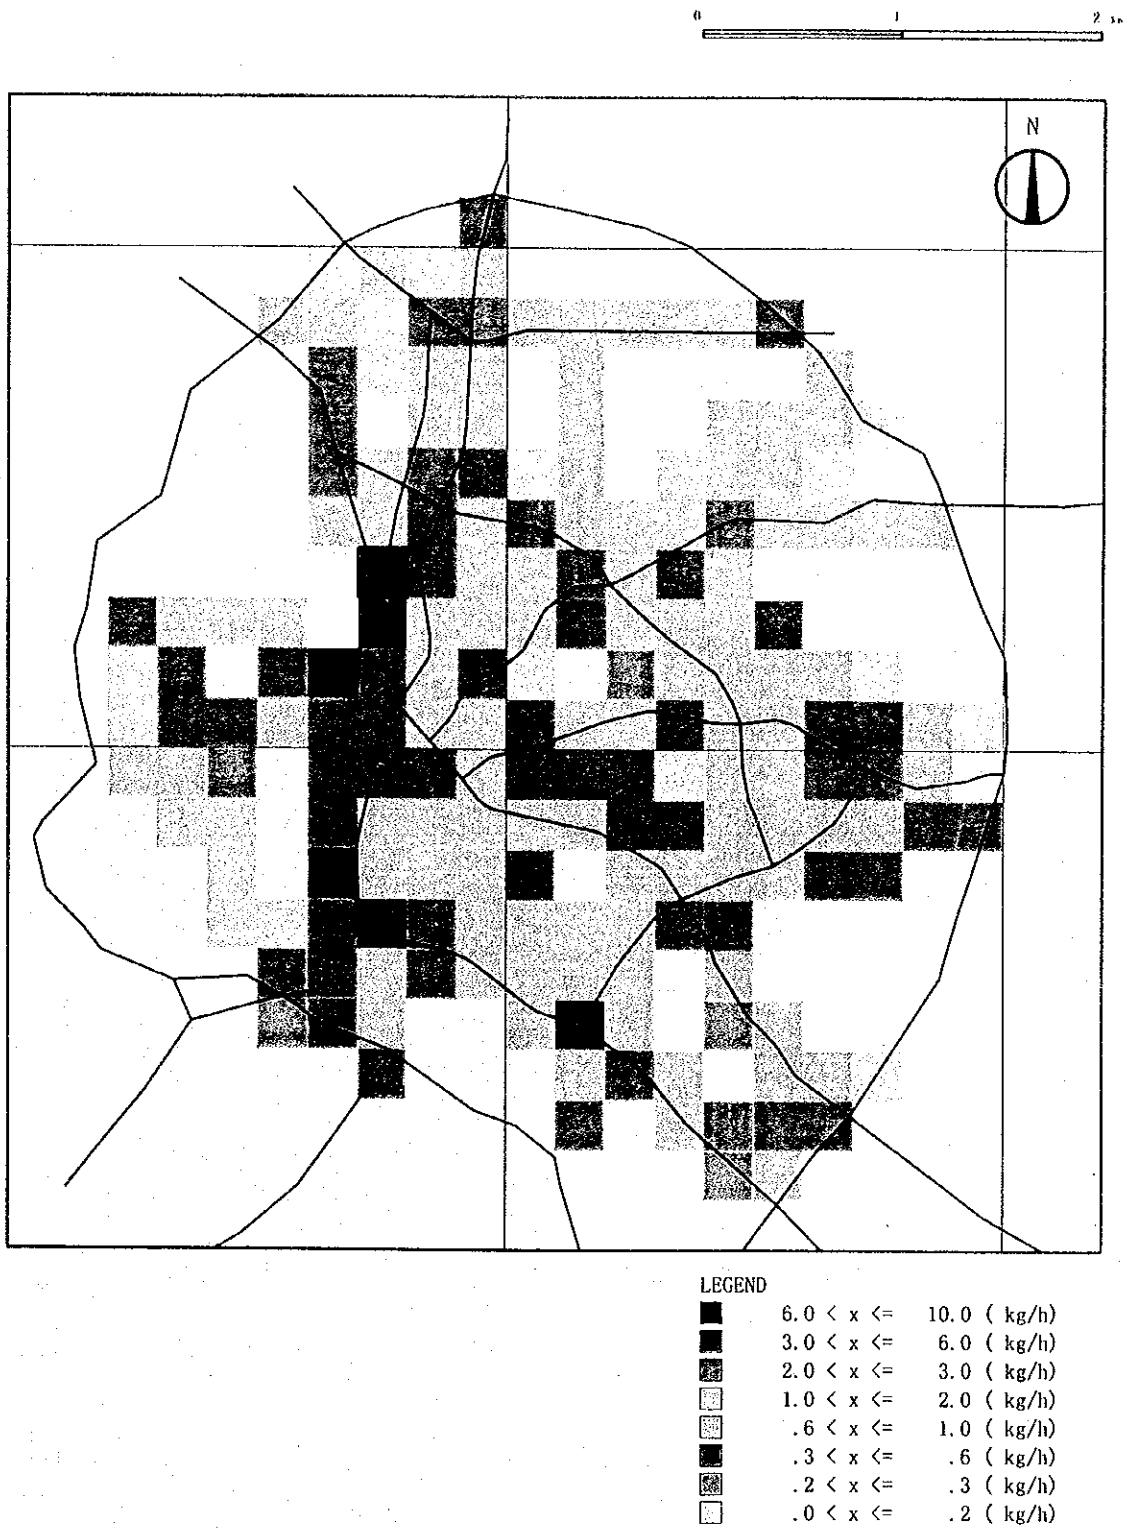 0 1 2
N
LEGEND
6.0 < x <= 10.0 ( kg/h)
3.0 < x <= 6.0 ( kg/h)
2.0 < x <= 3.0 ( kg/h)
1.0 < x <= 2.0 ( kg/h)
.6 < x <= 1.0 ( kg/h)
.3 < x <= .6 ( kg/h)
.2 < x <= .3 ( kg/h)
.0 < x <= .2 ( kg/h)